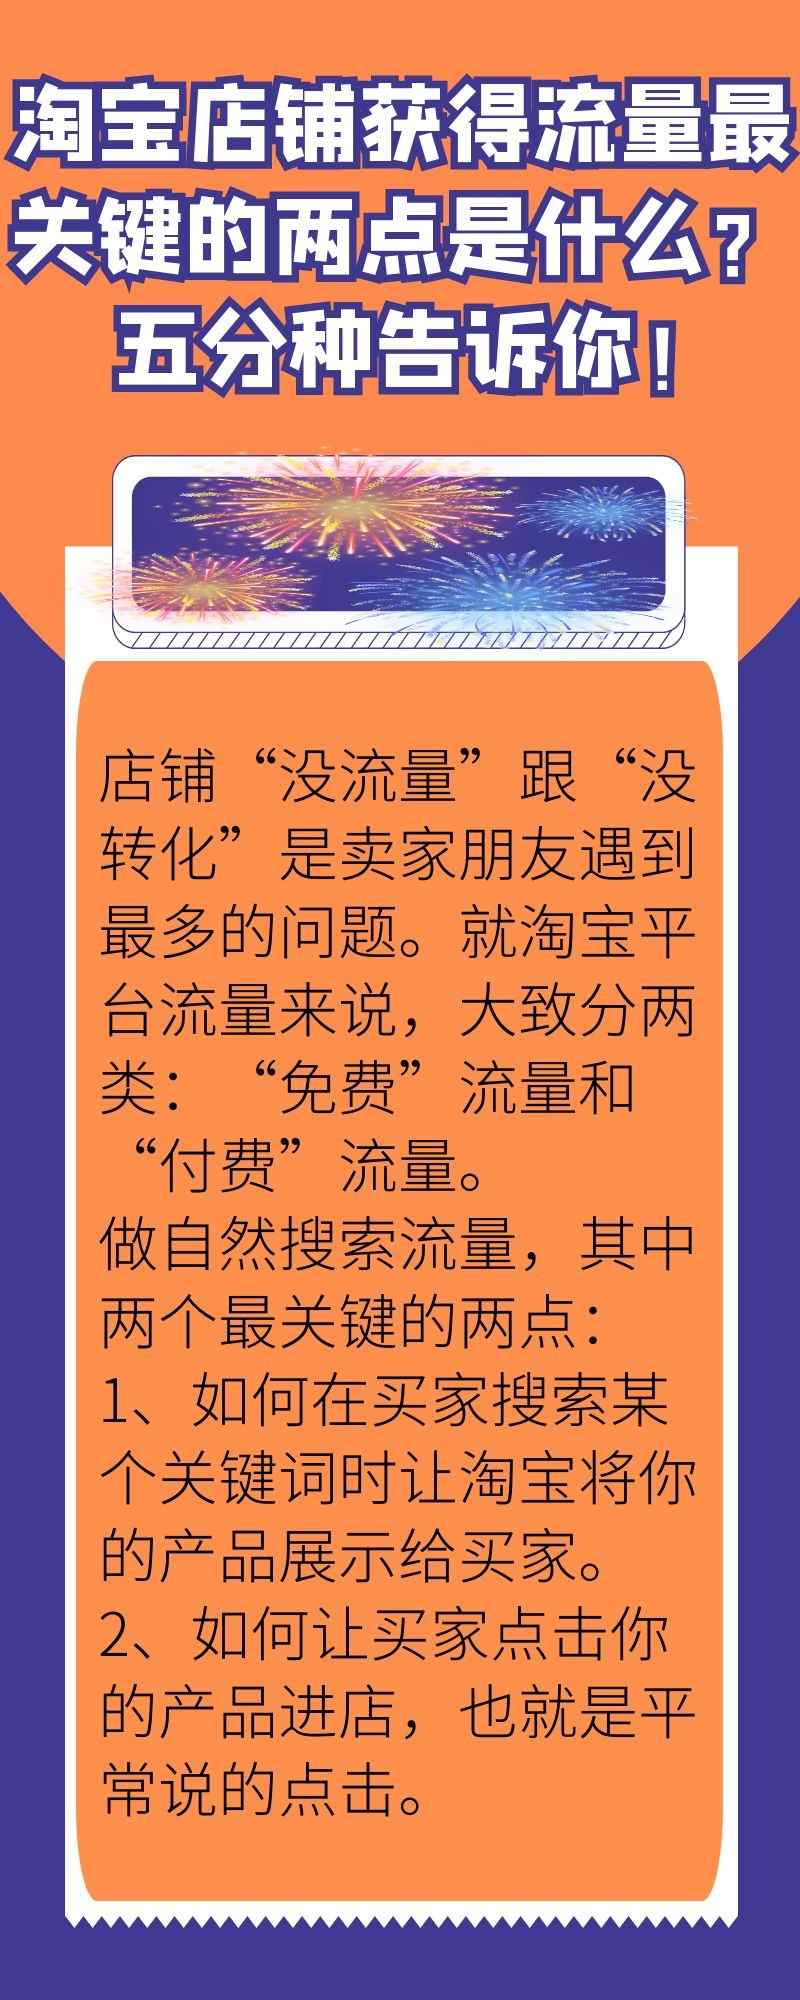 淘宝店铺获得流量最
关键的两点是什么？
五分种告诉你！
店铺“没流量”跟“没
转化”是卖家朋友遇到
最多的问题。就淘宝平
台流量来说，大致分两
类：“免费”流量和
“付费”流量。
做自然搜索流量，其中
两个最关键的两点：
1、如何在买家搜索某
个关键词时让淘宝将你
的产品展示给买家。
2、如何让买家点击你
的产品进店，也就是平
常说的点击。